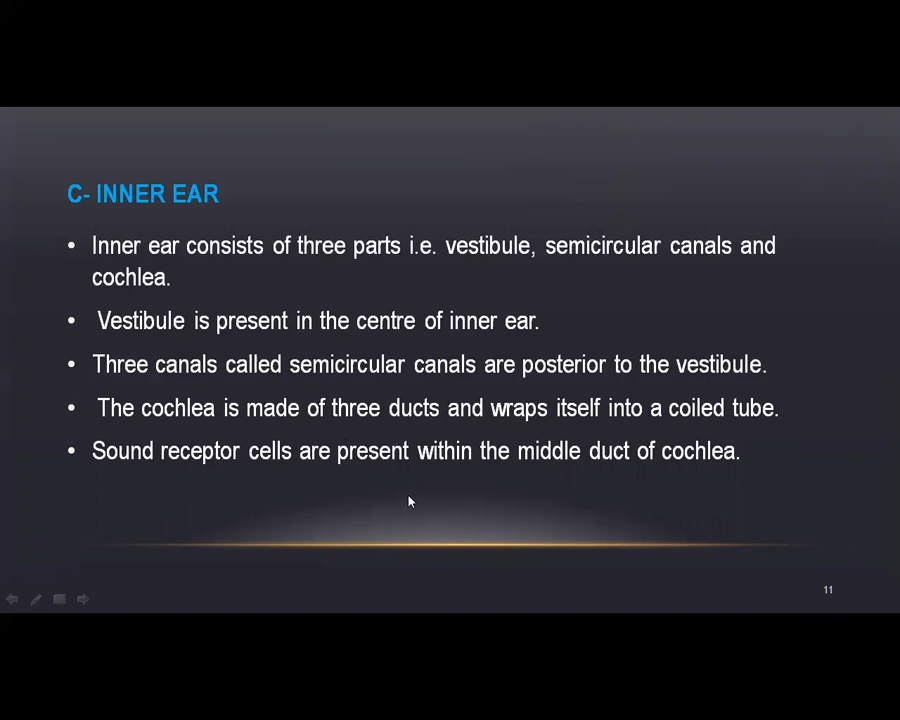 C- INNER EAR
• Inner ear consists of three parts i.e. vestibule, semicircular canals and
cochlea.
• Vestibule is present in the centre of inner ear.
• Three canals called semicircular canals are posterior to the vestibule.
• The cochlea is made of three ducts and wraps itself into a coiled tube.
• Sound receptor cells are present within the middle duct of cochlea.
11